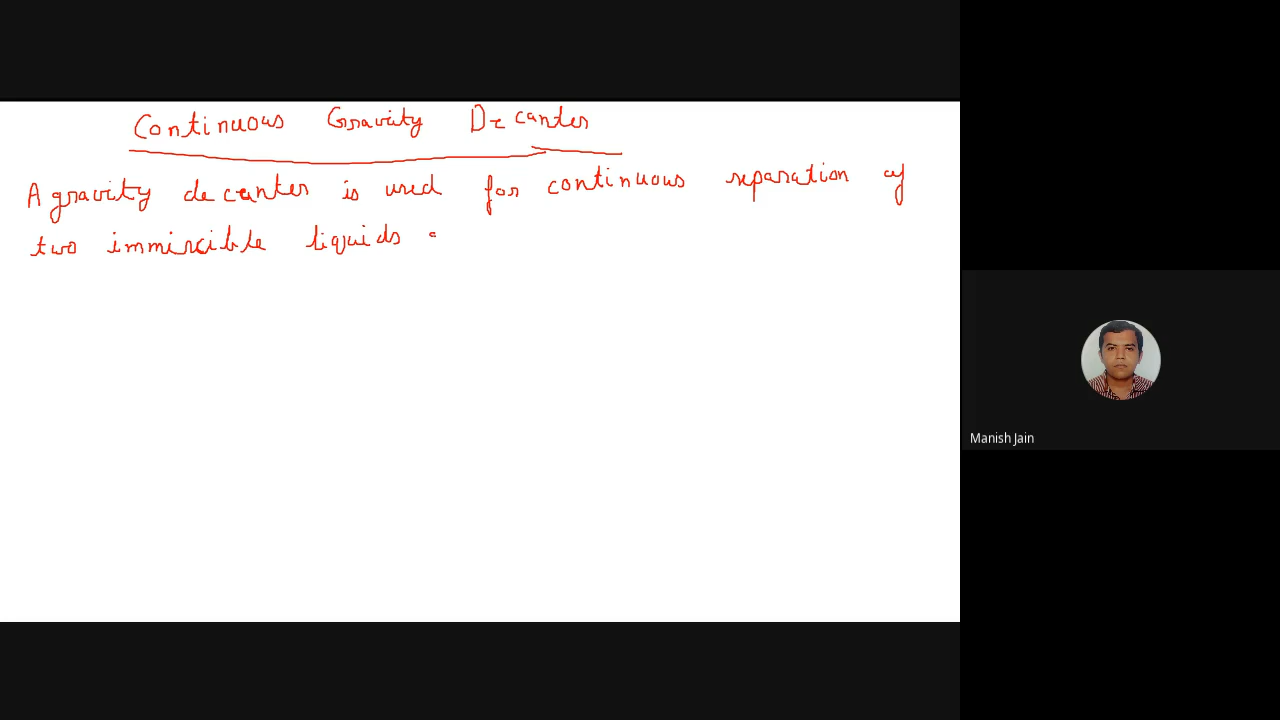 Continuous Gravity Decanter
A gravity decanter is used for continuous separation of
two immiscible liquids
Manish Jain